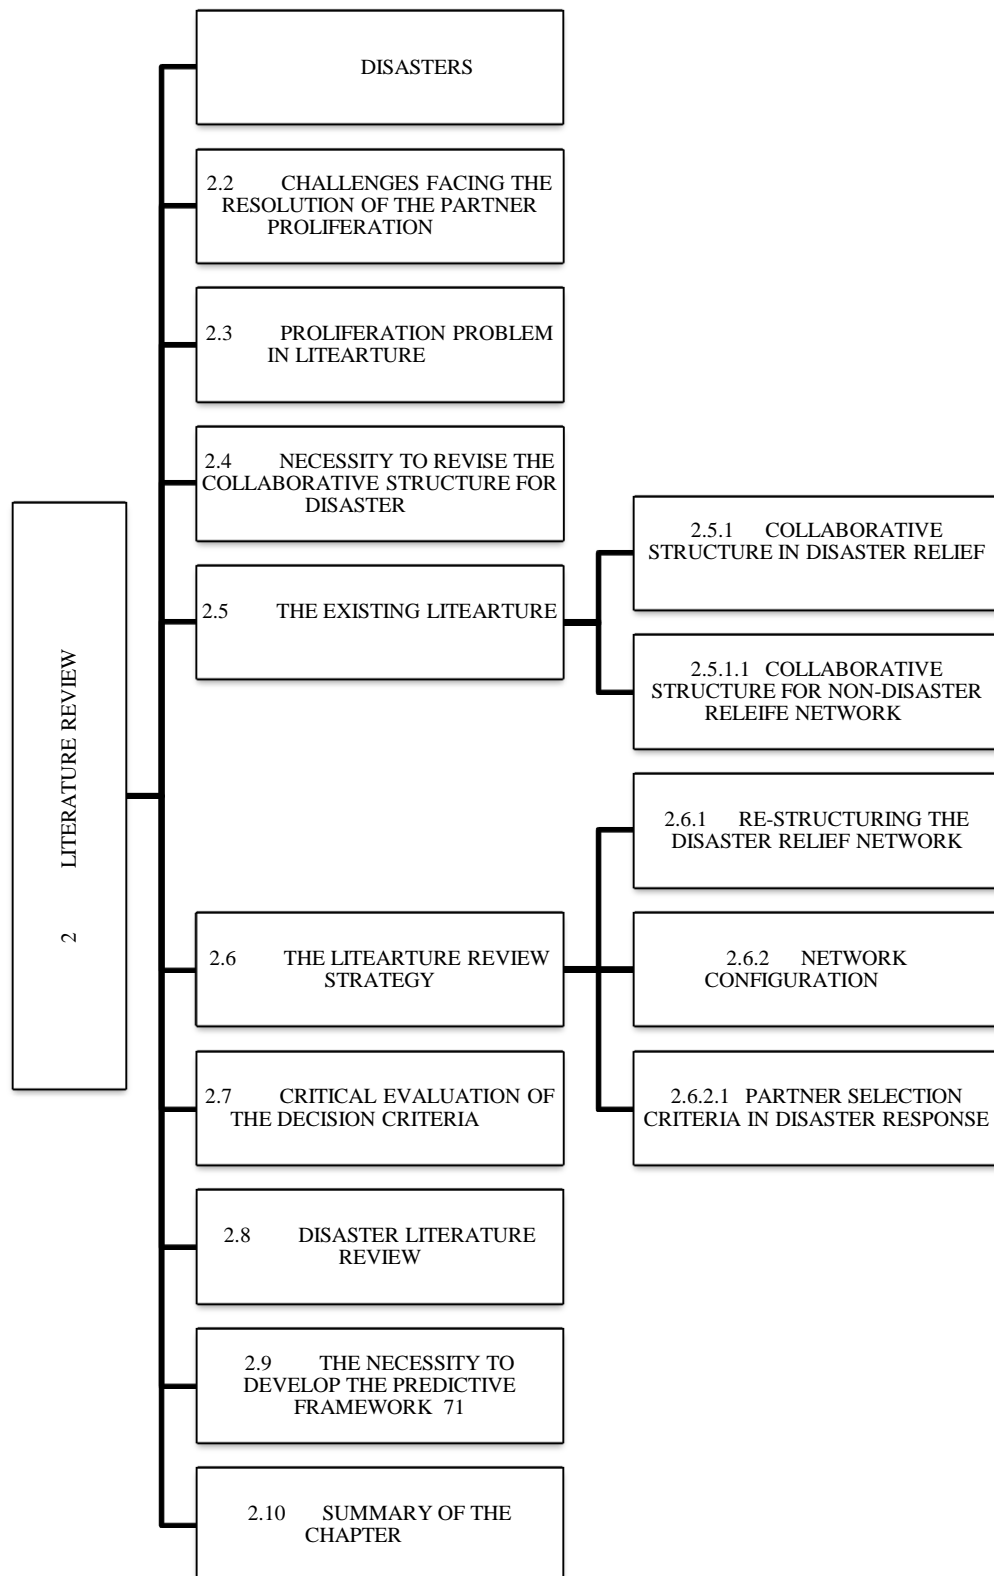 DISASTERS
2.2 CHALLENGES FACING THE
RESOLUTION OF THE PARTNER
PROLIFERATION
2.3 PROLIFERATION PROBLEM
IN LITEARTURE
2.4 NECESSITY TO REVISE THE
COLLABORATIVE STRUCTURE FOR
DISASTER
2 LITERATURE REVIEW
2.5 THE EXISTING LITEARTURE
2.5.1 COLLABORATIVE
STRUCTURE IN DISASTER RELIEF
2.5.1.1 COLLABORATIVE
STRUCTURE FOR NON-DISASTER
RELEIFE NETWORK
2.6 THE LITEARTURE REVIEW
STRATEGY
2.6.1 RE-STRUCTURING THE
DISASTER RELIEF NETWORK
2.6.2 NETWORK
CONFIGURATION
2.6.2.1 PARTNER SELECTION
CRITERIA IN DISASTER RESPONSE
2.7 CRITICAL EVALUATION OF
THE DECISION CRITERIA
2.8 DISASTER LITERATURE
REVIEW
2.9 THE NECESSITY TO
DEVELOP THE PREDICTIVE
FRAMEWORK 71
2.10 SUMMARY OF THE
CHAPTER